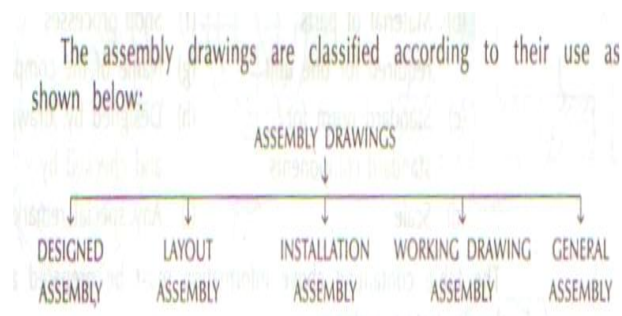 The assembly drawings are classified according to their use as
shown below:
ASSEMBLY DRAWINGS
DESIGNED LAYOUT INSTALLATION WORKING DRAWING GENERAL
ASSEMBLY ASSEMBLY ASSEMBLY ASSEMBLY ASSEMBLY